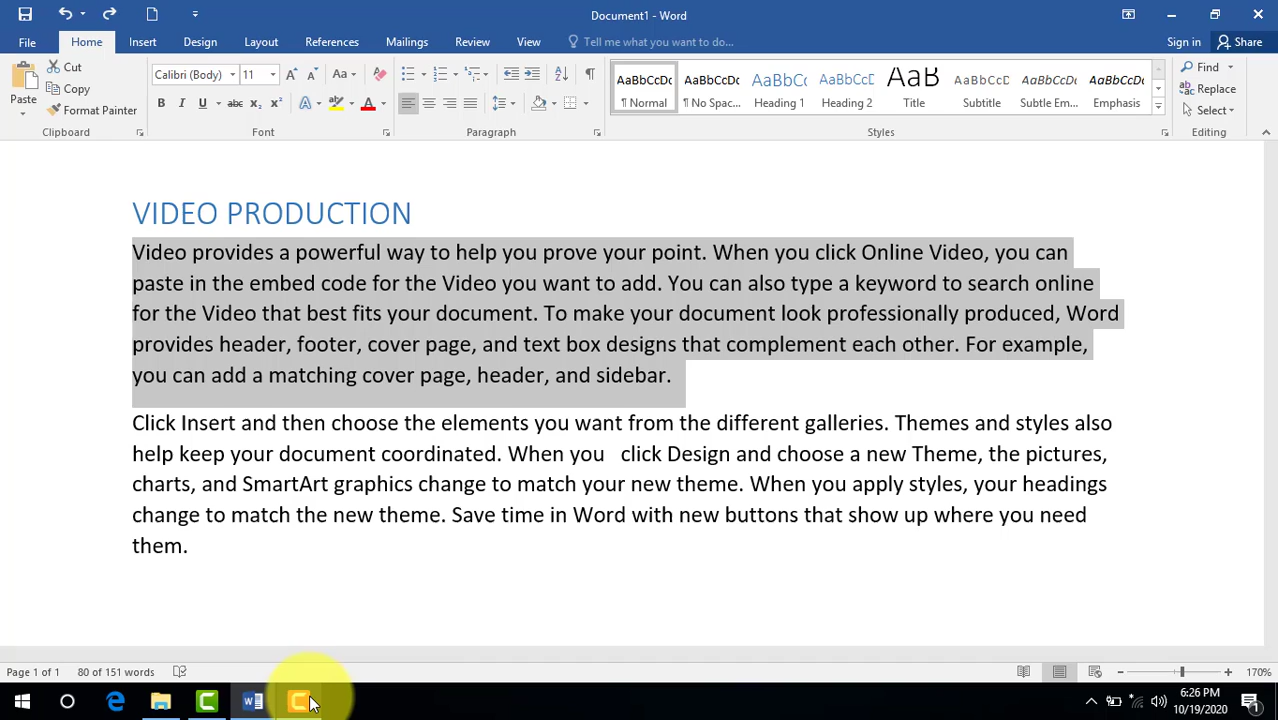 Document1 - Word
File Home Insert Design Layout References Mailings Review View Tell me what you want to do... Sign in Share
Paste
Cut
Copy
Format Painter
Calibri (Body) 11
AaBbCcDc AaBbCcDc AaBbCc AaBbCcD AaB AaBbCcD AaBbCcDc AaBbCcDc
¶ Normal ¶ No Spac... Heading 1 Heading 2 Title Subtitle Subtle Em... Emphasis
Find
Replace
Select
Clipboard Font Paragraph Styles Editing
VIDEO PRODUCTION
Video provides a powerful way to help you prove your point. When you click Online Video, you can
paste in the embed code for the Video you want to add. You can also type a keyword to search online
for the Video that best fits your document. To make your document look professionally produced, Word
provides header, footer, cover page, and text box designs that complement each other. For example,
you can add a matching cover page, header, and sidebar.
Click Insert and then choose the elements you want from the different galleries. Themes and styles also
help keep your document coordinated. When you   click Design and choose a new Theme, the pictures,
charts, and SmartArt graphics change to match your new theme. When you apply styles, your headings
change to match the new theme. Save time in Word with new buttons that show up where you need
them.
Page 1 of 1 80 of 151 words 170%
6:26 PM
10/19/2020